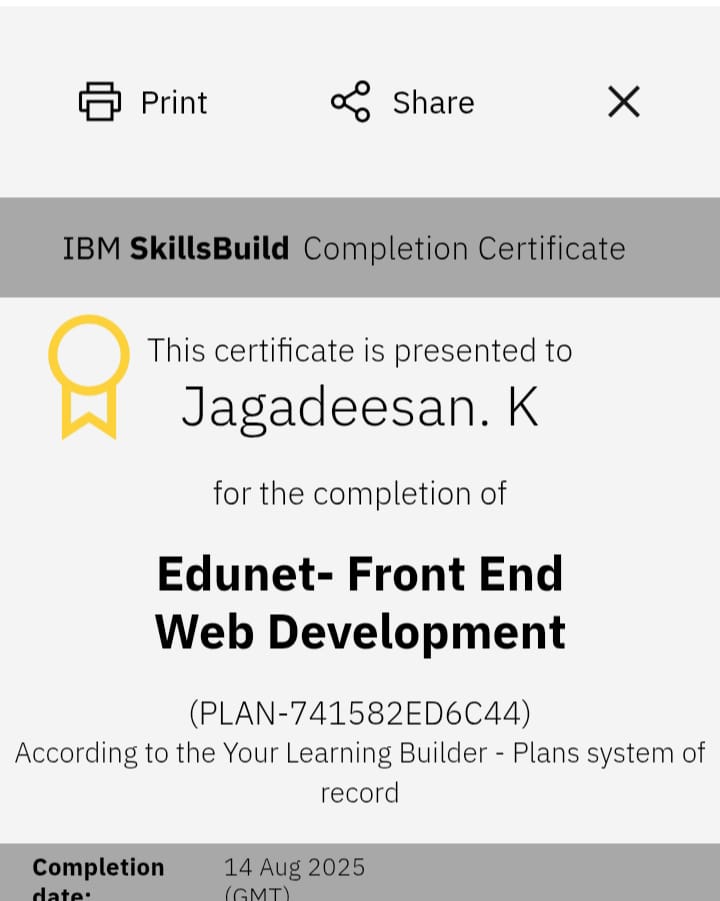 Print Share
IBM SkillsBuild Completion Certificate
This certificate is presented to
Jagadeesan. K
for the completion of
Edunet- Front End
Web Development
(PLAN-741582ED6C44)
According to the Your Learning Builder - Plans system of
record
Completion 14 Aug 2025
date: (GMT)